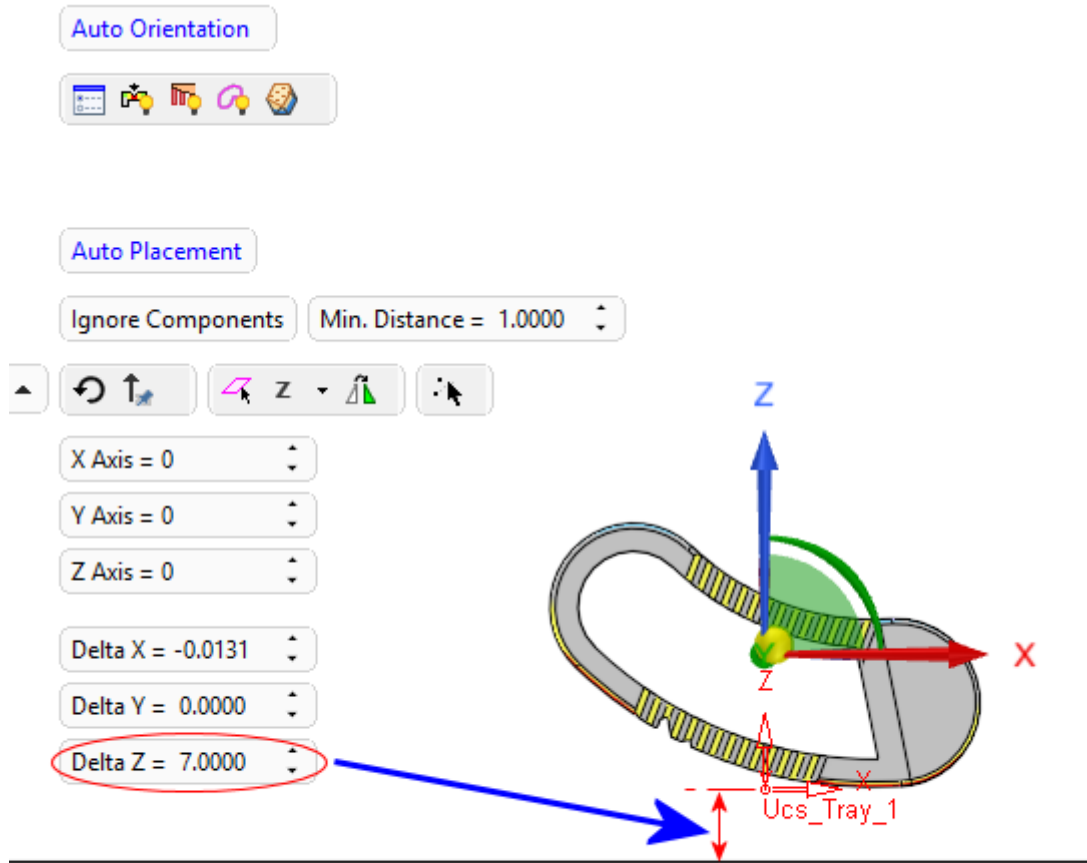 Auto Orientation
Auto Placement
Ignore Components
Min. Distance = 1.0000
Z
X Axis = 0
Y Axis = 0
Z Axis = 0
Delta X = -0.0131
Delta Y = 0.0000
Delta Z = 7.0000
Z
Y
X
Z
X
Ucs_Tray_1